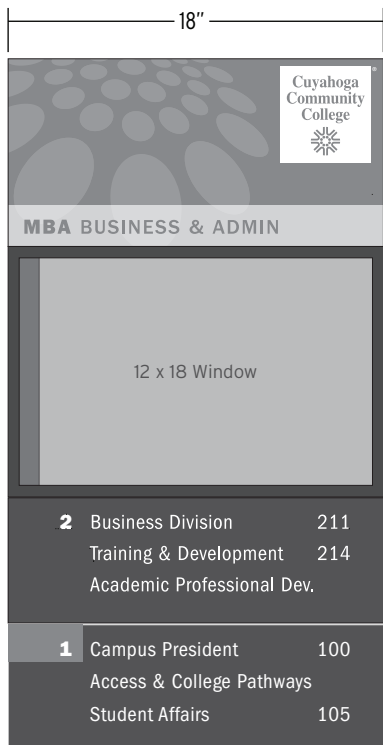 18"
Cuyahoga
Community
College
®
MBA BUSINESS & ADMIN
12 x 18 Window
2 Business Division 211
Training & Development 214
Academic Professional Dev.
1 Campus President 100
Access & College Pathways
Student Affairs 105